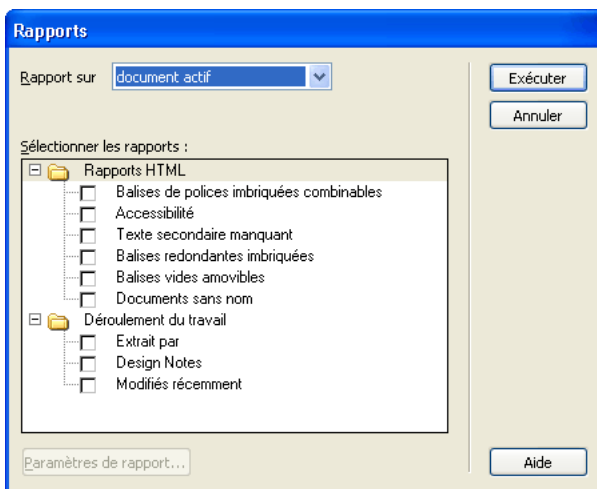 Rapports
Rapport sur document actif
Exécuter
Annuler
Sélectionner les rapports :
Rapports HTML
Balises de polices imbriquées combinables
Accessibilité
Texte secondaire manquant
Balises redondantes imbriquées
Balises vides amovibles
Documents sans nom
Déroulement du travail
Extrait par
Design Notes
Modifiés récemment
Paramètres de rapport...
Aide